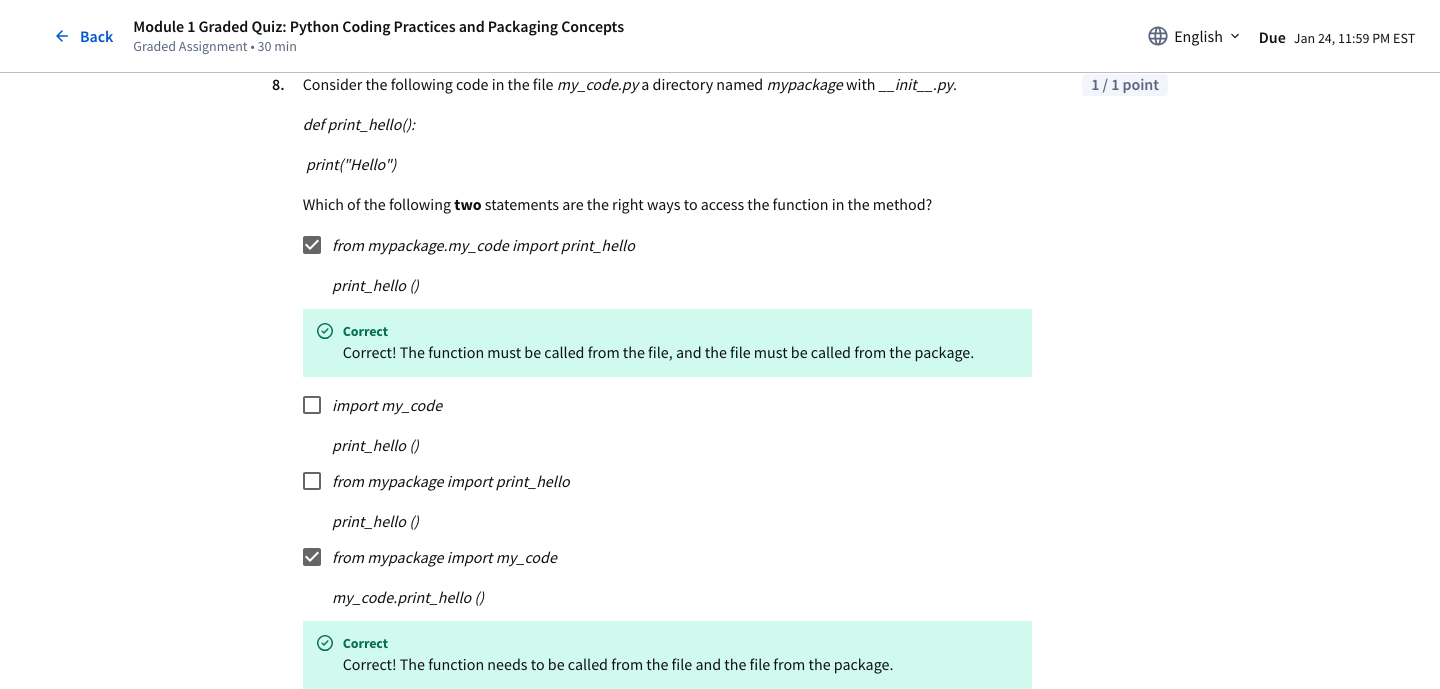 Back
Module 1 Graded Quiz: Python Coding Practices and Packaging Concepts
Graded Assignment • 30 min
English
Due Jan 24, 11:59 PM EST
8. Consider the following code in the file my_code.py a directory named mypackage with __init__.py.
1 / 1 point
def print_hello():
print("Hello")
Which of the following two statements are the right ways to access the function in the method?
from mypackage.my_code import print_hello
print_hello ()
Correct
Correct! The function must be called from the file, and the file must be called from the package.
import my_code
print_hello ()
from mypackage import print_hello
print_hello ()
from mypackage import my_code
my_code.print_hello ()
Correct
Correct! The function needs to be called from the file and the file from the package.